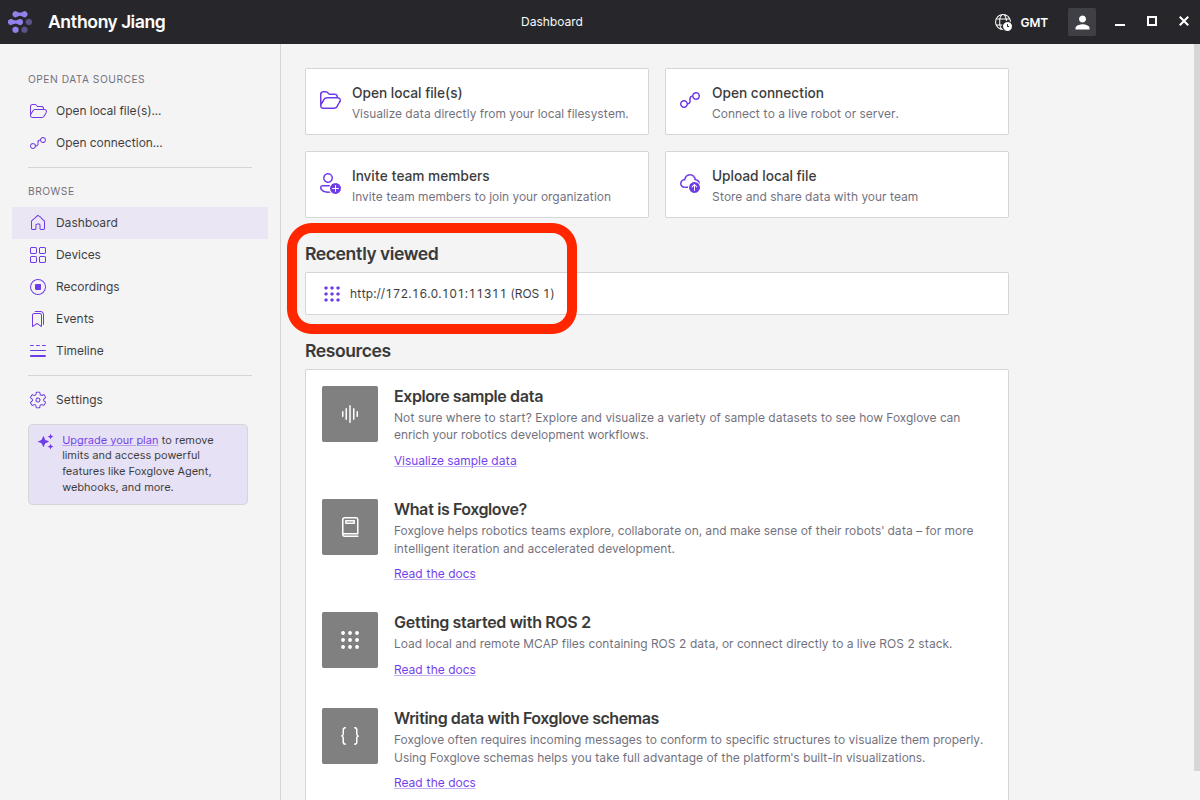 Anthony Jiang
Dashboard
GMT
OPEN DATA SOURCES
Open local file(s)...
Open connection...
BROWSE
Dashboard
Devices
Recordings
Events
Timeline
Settings
Upgrade your plan to remove
limits and access powerful
features like Foxglove Agent,
webhooks, and more.
Open local file(s)
Visualize data directly from your local filesystem.
Open connection
Connect to a live robot or server.
Invite team members
Invite team members to join your organization
Upload local file
Store and share data with your team
Recently viewed
http://172.16.0.101:11311 (ROS 1)
Resources
Explore sample data
Not sure where to start? Explore and visualize a variety of sample datasets to see how Foxglove can
enrich your robotics development workflows.
Visualize sample data
What is Foxglove?
Foxglove helps robotics teams explore, collaborate on, and make sense of their robots' data – for more
intelligent iteration and accelerated development.
Read the docs
Getting started with ROS 2
Load local and remote MCAP files containing ROS 2 data, or connect directly to a live ROS 2 stack.
Read the docs
Writing data with Foxglove schemas
Foxglove often requires incoming messages to conform to specific structures to visualize them properly.
Using Foxglove schemas helps you take full advantage of the platform's built-in visualizations.
Read the docs